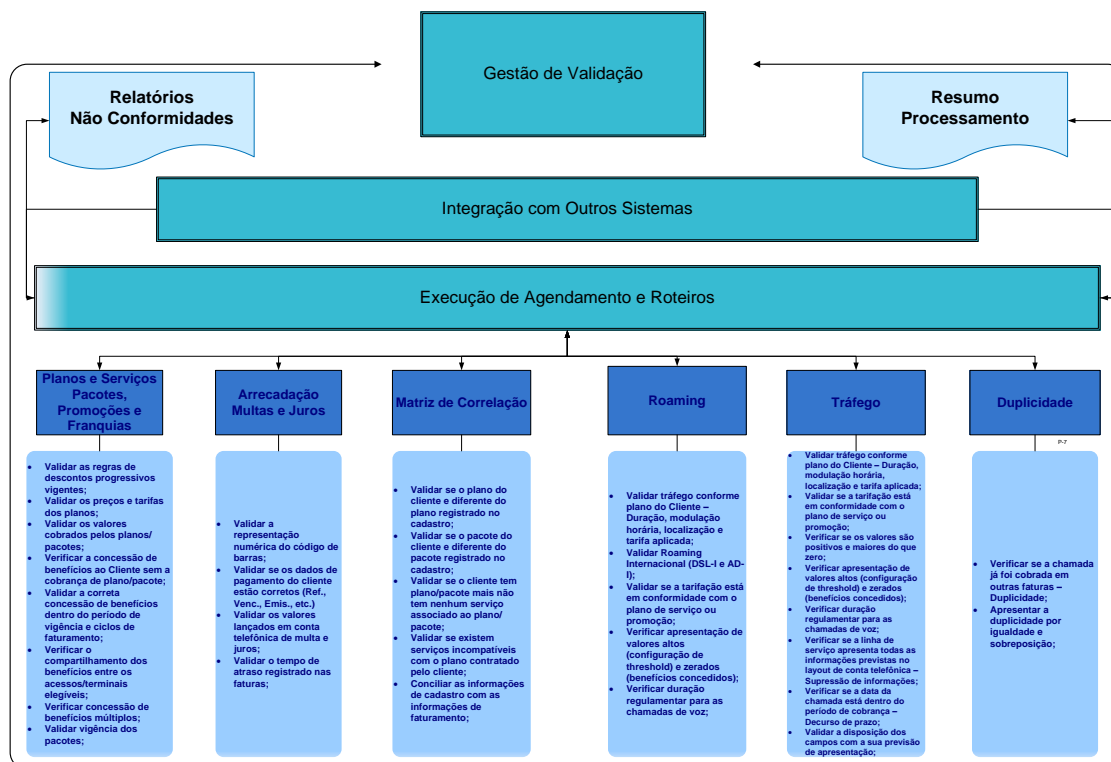 Gestão de Validação
Relatórios
Não Conformidades
Resumo
Processamento
Integração com Outros Sistemas
Execução de Agendamento e Roteiros
Planos e Serviços
Pacotes,
Promoções e
Franquias
Arrecadação
Multas e Juros
Matriz de Correlação
Roaming
Tráfego
Duplicidade
P-7
• Validar as regras de
descontos progressivos
vigentes;
• Validar os preços e tarifas
dos planos;
• Validar os valores
cobrados pelos planos/
pacotes;
• Verificar a concessão de
benefícios ao Cliente sem a
cobrança de plano/pacote;
• Validar a correta
concessão de benefícios
dentro do período de
vigência e ciclos de
faturamento;
• Verificar o
compartilhamento dos
benefícios entre os
acessos/terminais
elegíveis;
• Verificar concessão de
benefícios múltiplos;
• Validar vigência dos
pacotes;
• Validar a
representação
numérica do código de
barras;
• Validar se os dados de
pagamento do cliente
estão corretos (Ref.,
Venc., Emis., etc.)
• Validar os valores
lançados em conta
telefônica de multa e
juros;
• Validar o tempo de
atraso registrado nas
faturas;
• Validar se o plano do
cliente e diferente do
plano registrado no
cadastro;
• Validar se o pacote do
cliente e diferente do
pacote registrado no
cadastro;
• Validar se o cliente tem
plano/pacote mais não
tem nenhum serviço
associado ao plano/
pacote;
• Validar se existem
serviços incompatíveis
com o plano contratado
pelo cliente;
• Conciliar as informações
de cadastro com as
informações de
faturamento;
• Validar tráfego conforme
plano do Cliente –
Duração, modulação
horária, localização e
tarifa aplicada;
• Validar Roaming
Internacional (DSL-I e AD-
I);
• Validar se a tarifação está
em conformidade com o
plano de serviço ou
promoção;
• Verificar apresentação de
valores altos
(configuração de
threshold) e zerados
(benefícios concedidos);
• Verificar duração
regulamentar para as
chamadas de voz;
• Validar tráfego conforme
plano do Cliente – Duração,
modulação horária,
localização e tarifa aplicada;
• Validar se a tarifação está
em conformidade com o
plano de serviço ou
promoção;
• Verificar se os valores são
positivos e maiores do que
zero;
• Verificar apresentação de
valores altos (configuração
de threshold) e zerados
(benefícios concedidos);
• Verificar duração
regulamentar para as
chamadas de voz;
• Verificar se a linha de
serviço apresenta todas as
informações previstas no
layout de conta telefônica –
Supressão de informações;
• Verificar se a data da
chamada está dentro do
período de cobrança –
Decurso de prazo;
• Validar a disposição dos
campos com a sua previsão
de apresentação;
• Verificar se a chamada
já foi cobrada em
outras faturas –
Duplicidade;
• Apresentar a
duplicidade por
igualdade e
sobreposição;